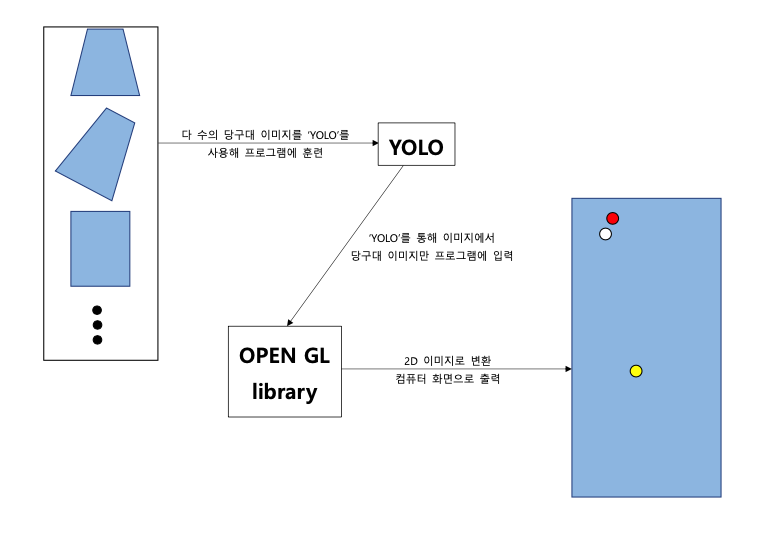 다 수의 당구대 이미지를 'YOLO'를
사용해 프로그램에 훈련
YOLO
'YOLO'를 통해 이미지에서
당구대 이미지만 프로그램에 입력
OPEN GL
library
2D 이미지로 변환
컴퓨터 화면으로 출력